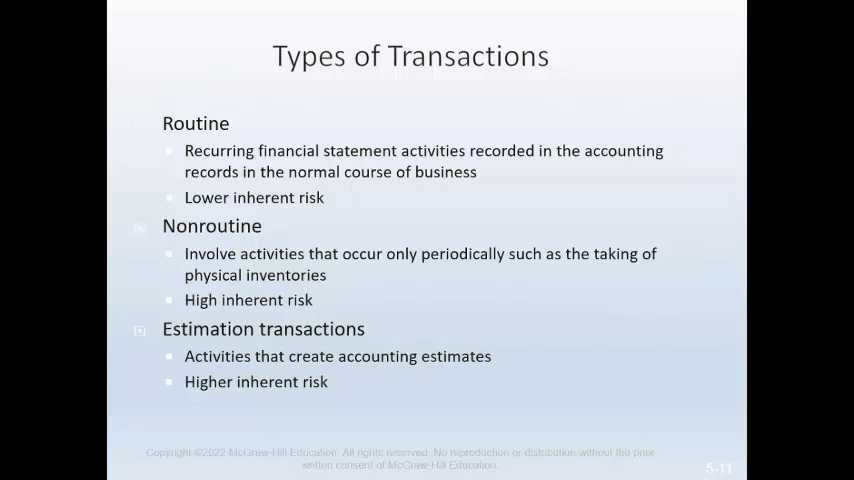 Types of Transactions
Routine
Recurring financial statement activities recorded in the accounting
records in the normal course of business
Lower inherent risk
Nonroutine
Involve activities that occur only periodically such as the taking of
physical inventories
High inherent risk
Estimation transactions
Activities that create accounting estimates
Higher inherent risk
Copyright ©2022 McGraw-Hill Education. All rights reserved. No reproduction or distribution without the prior
written consent of McGraw-Hill Education.
5-11